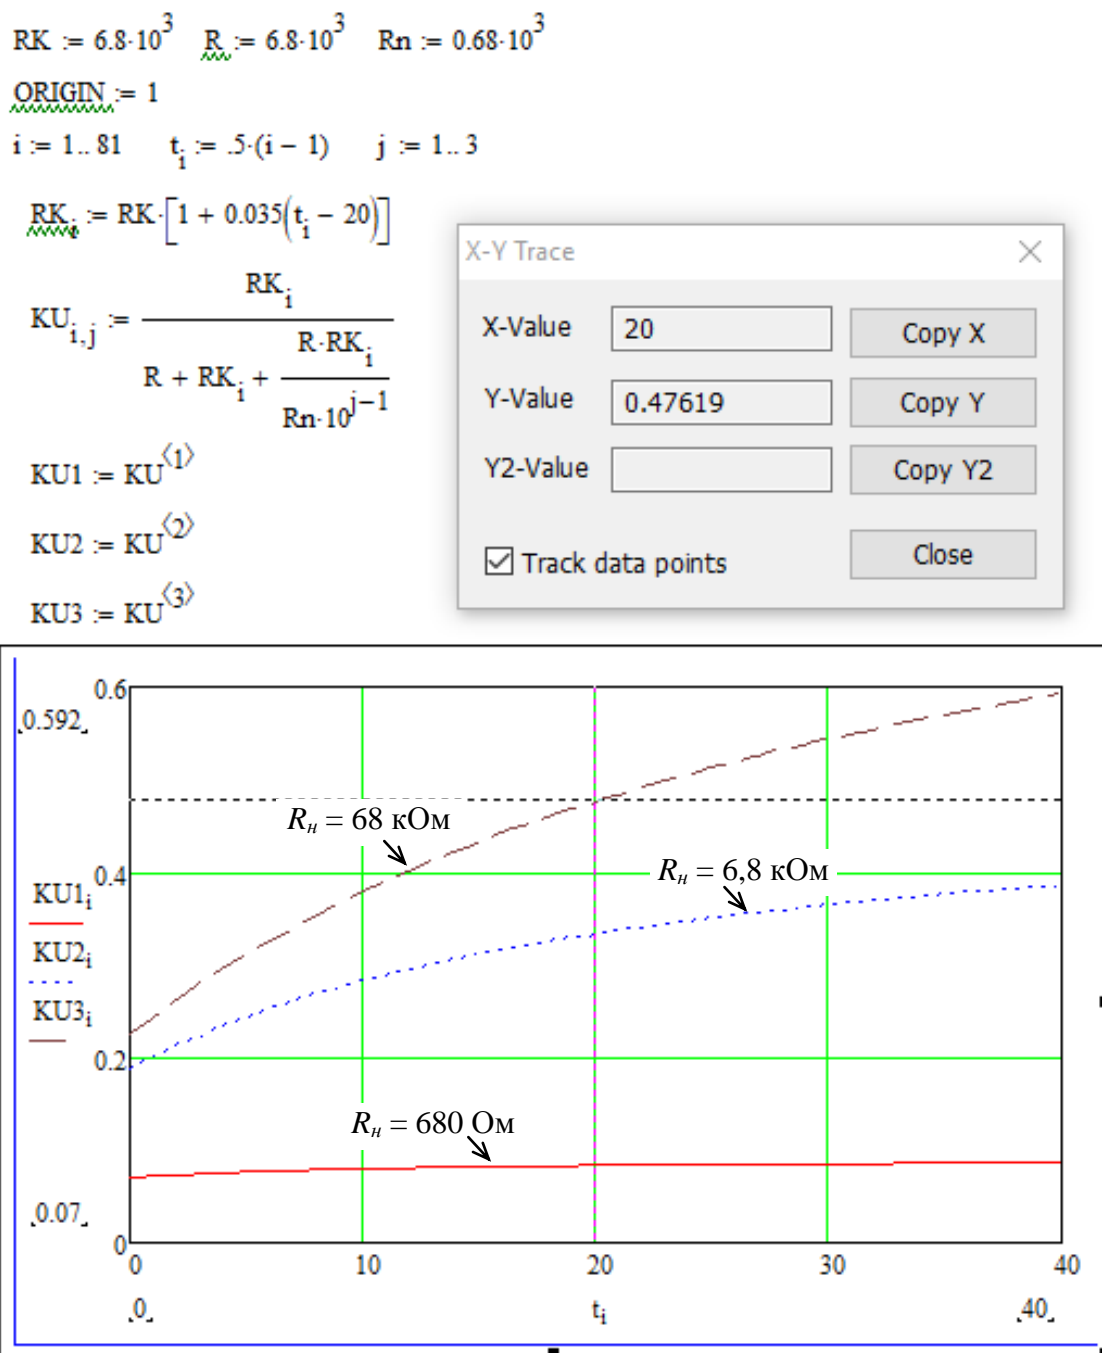 RK := 6.8·10^3 R := 6.8·10^3 Rn := 0.68·10^3
ORIGIN := 1
i := 1.. 81 t_i := .5·(i − 1) j := 1.. 3
RK_i := RK·[1 + 0.035(t_i − 20)]
KU_i,j := RK_i / (R + RK_i + R·RK_i / (Rn·10^(j−1)))
KU1 := KU^⟨1⟩
KU2 := KU^⟨2⟩
KU3 := KU^⟨3⟩
X-Y Trace
X-Value 20 Copy X
Y-Value 0.47619 Copy Y
Y2-Value Copy Y2
Track data points Close
0.6
0.592
R_н = 68 кОм
0.4 R_н = 6,8 кОм
KU1_i
KU2_i
KU3_i
0.2
R_н = 680 Ом
0.07
0
0 10 20 30 40
0 t_i 40